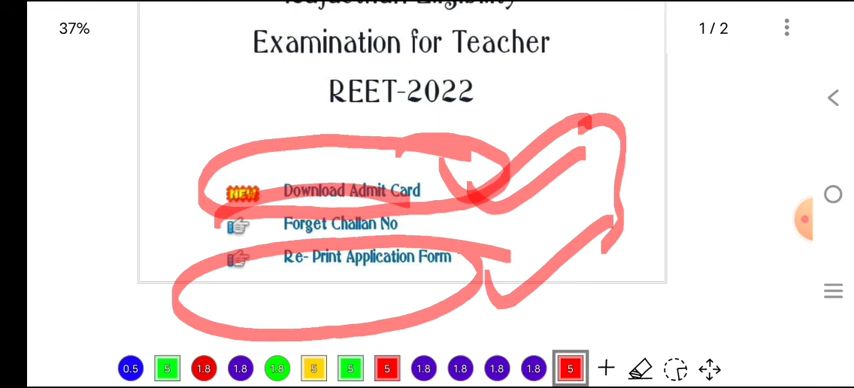 37%
1 / 2
Examination for Teacher
REET-2022
NEW Download Admit Card
Forget Challan No
Re- Print Application Form
0.5 5 1.8 1.8 1.8 5 5 5 1.8 1.8 1.8 1.8 5